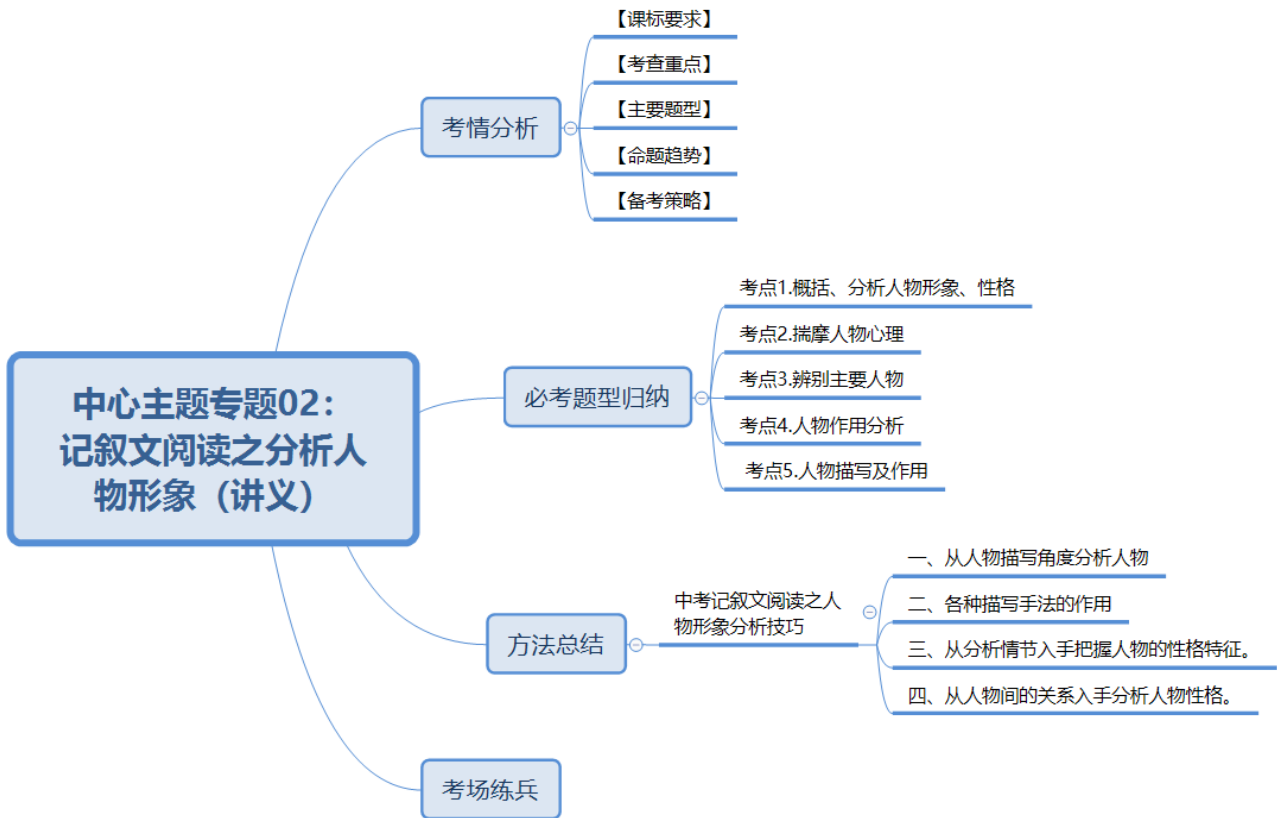 中心主题专题02：
记叙文阅读之分析人
物形象（讲义）
考情分析
【课标要求】
【考查重点】
【主要题型】
【命题趋势】
【备考策略】
必考题型归纳
考点1.概括、分析人物形象、性格
考点2.揣摩人物心理
考点3.辨别主要人物
考点4.人物作用分析
考点5.人物描写及作用
方法总结
中考记叙文阅读之人
物形象分析技巧
一、从人物描写角度分析人物
二、各种描写手法的作用
三、从分析情节入手把握人物的性格特征。
四、从人物间的关系入手分析人物性格。
考场练兵